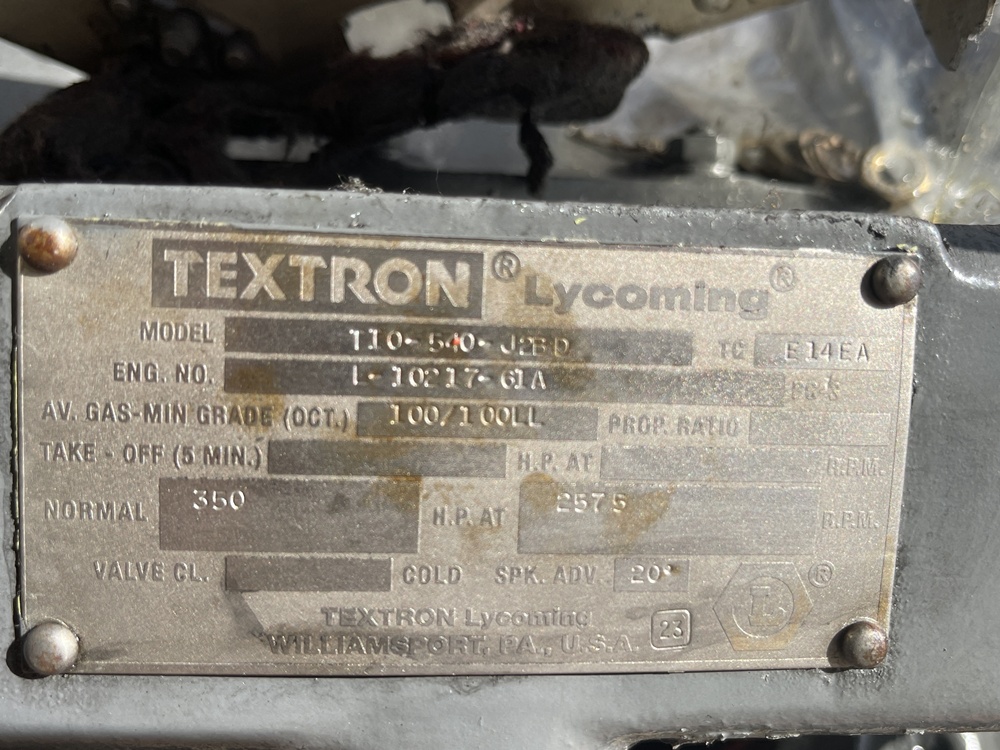 TEXTRON® Lycoming®
MODEL TIO-540-J2BD TC E14EA
ENG. NO. L-10217-61A PC-3
AV. GAS-MIN GRADE (OCT.) 100/100LL PROP. RATIO
TAKE - OFF (5 MIN.) H.P. AT R.P.M.
NORMAL 350 H.P. AT 2575 R.P.M.
VALVE CL. COLD SPK. ADV. 20°
TEXTRON Lycoming
WILLIAMSPORT, PA., U.S.A. 23
L ®